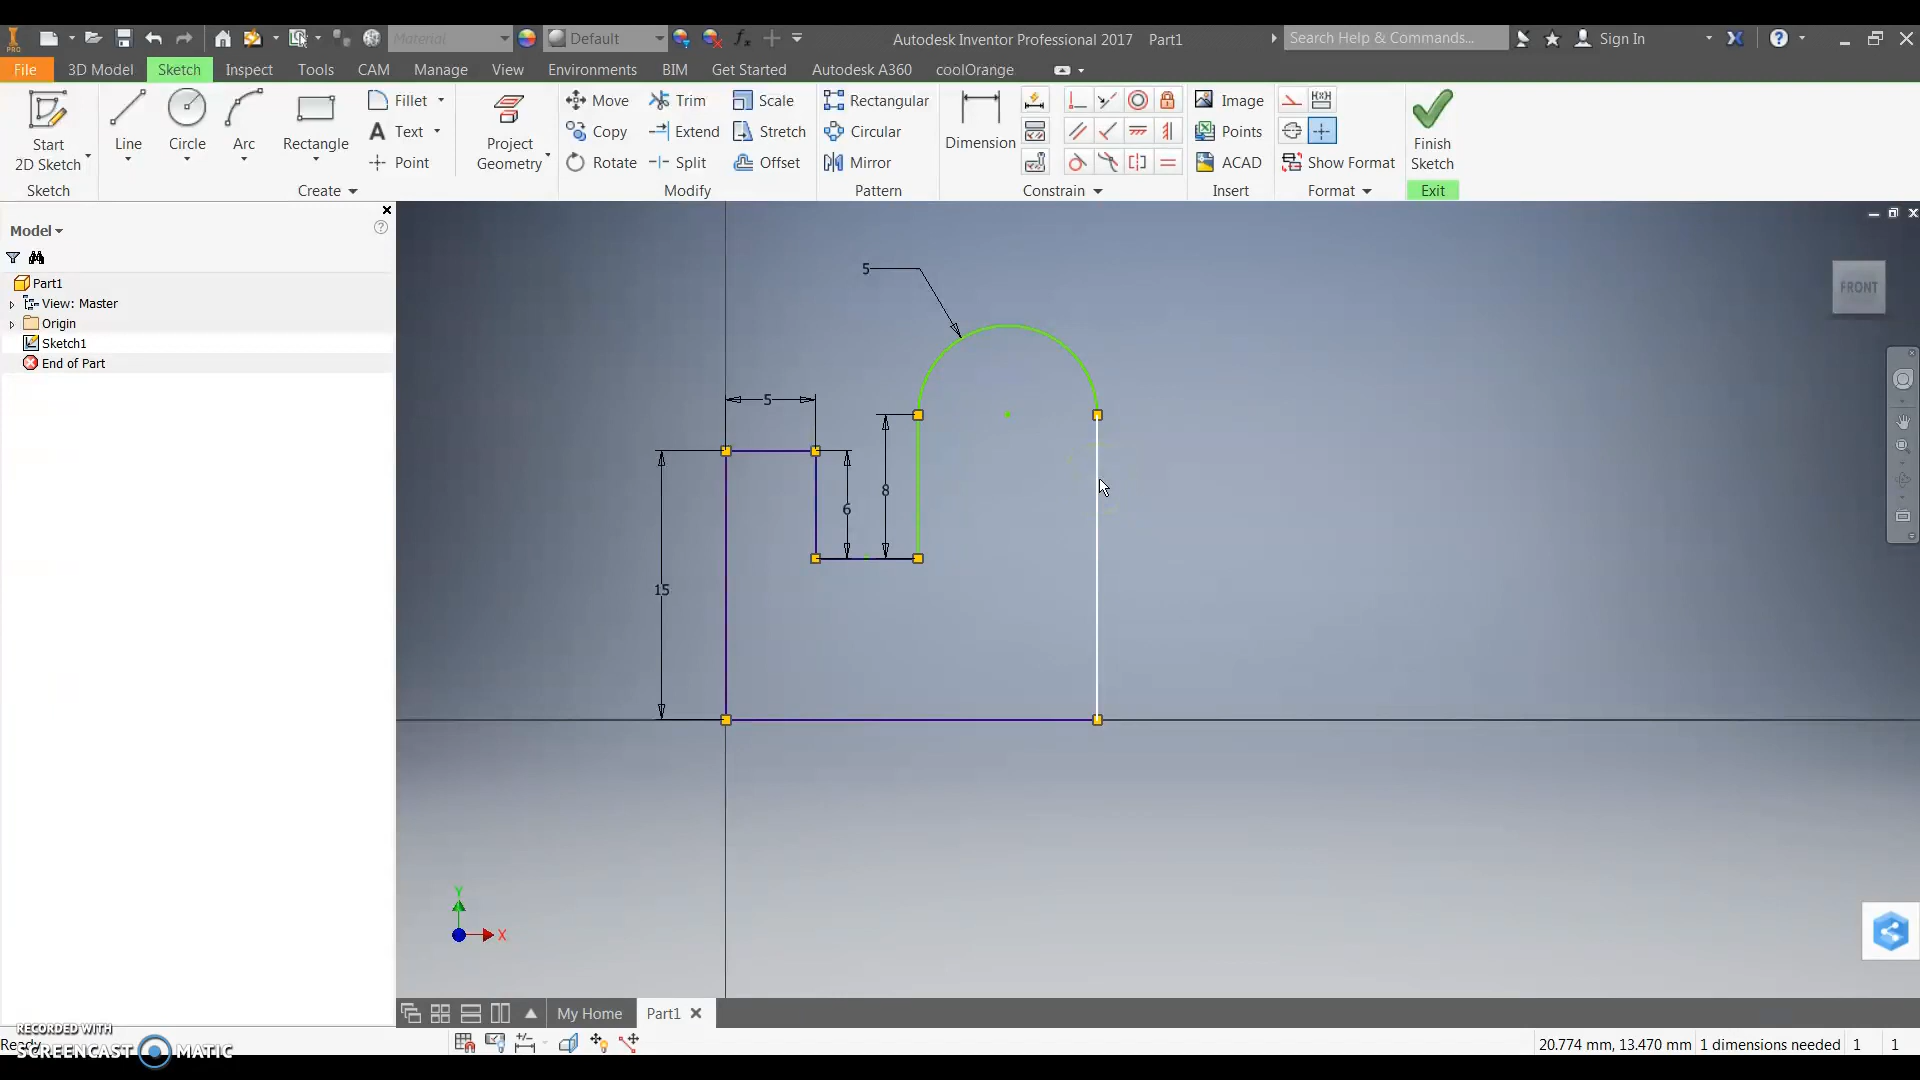 PRO
Material
Default
Autodesk Inventor Professional 2017 Part1
Search Help & Commands...
Sign In
File 3D Model Sketch Inspect Tools CAM Manage View Environments BIM Get Started Autodesk A360 coolOrange
Start 2D Sketch
Line
Circle
Arc
Rectangle
Fillet
Text
Point
Project Geometry
Move
Copy
Rotate
Trim
Extend
Split
Scale
Stretch
Offset
Rectangular
Circular
Mirror
Dimension
Image
Points
ACAD
Show Format
Finish Sketch
Sketch Create Modify Pattern Constrain Insert Format Exit
Model
Part1
View: Master
Origin
Sketch1
End of Part
FRONT
5
5
6
8
15
Y
X
My Home Part1
RECORDED WITH
SCREENCAST MATIC
Ready
20.774 mm, 13.470 mm 1 dimensions needed 1 1